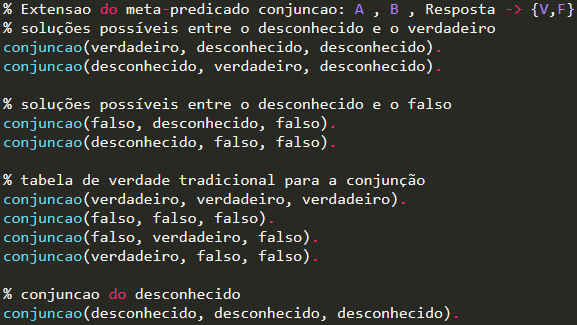 % Extensao do meta-predicado conjuncao: A , B , Resposta -> {V,F}
% soluções possíveis entre o desconhecido e o verdadeiro
conjuncao(verdadeiro, desconhecido, desconhecido).
conjuncao(desconhecido, verdadeiro, desconhecido).
% soluções possíveis entre o desconhecido e o falso
conjuncao(falso, desconhecido, falso).
conjuncao(desconhecido, falso, falso).
% tabela de verdade tradicional para a conjunção
conjuncao(verdadeiro, verdadeiro, verdadeiro).
conjuncao(falso, falso, falso).
conjuncao(falso, verdadeiro, falso).
conjuncao(verdadeiro, falso, falso).
% conjuncao do desconhecido
conjuncao(desconhecido, desconhecido, desconhecido).